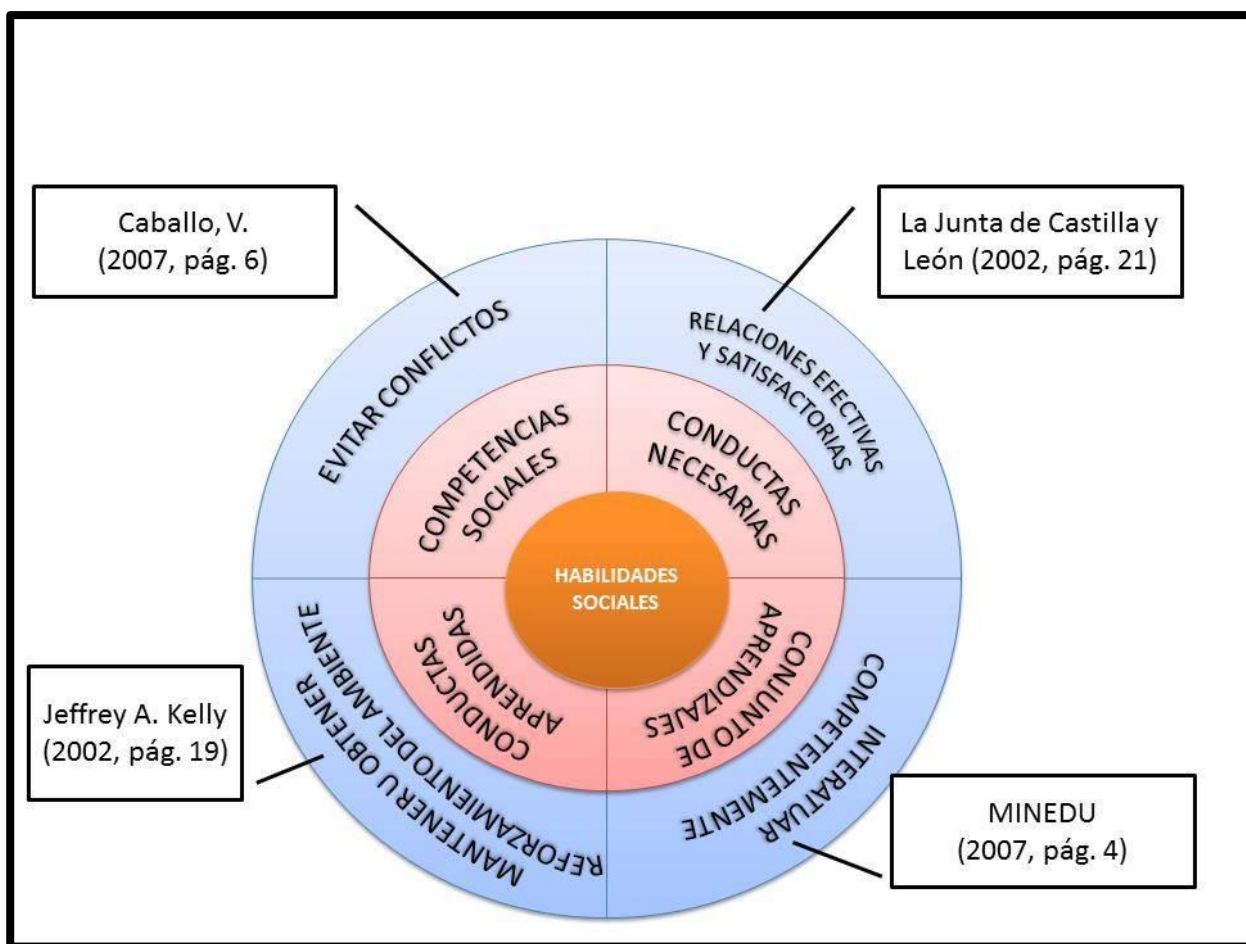 Caballo, V.
(2007, pág. 6)
La Junta de Castilla y
León (2002, pág. 21)
EVITAR CONFLICTOS
RELACIONES EFECTIVAS
Y SATISFACTORIAS
COMPETENCIAS
SOCIALES
CONDUCTAS
NECESARIAS
HABILIDADES
SOCIALES
CONDUCTAS
APRENDIDAS
CONJUNTO DE
APRENDIZAJES
MANTENER U OBTENER
REFORZAMIENTO DEL AMBIENTE
INTERATUAR
COMPETENTEMENTE
Jeffrey A. Kelly
(2002, pág. 19)
MINEDU
(2007, pág. 4)